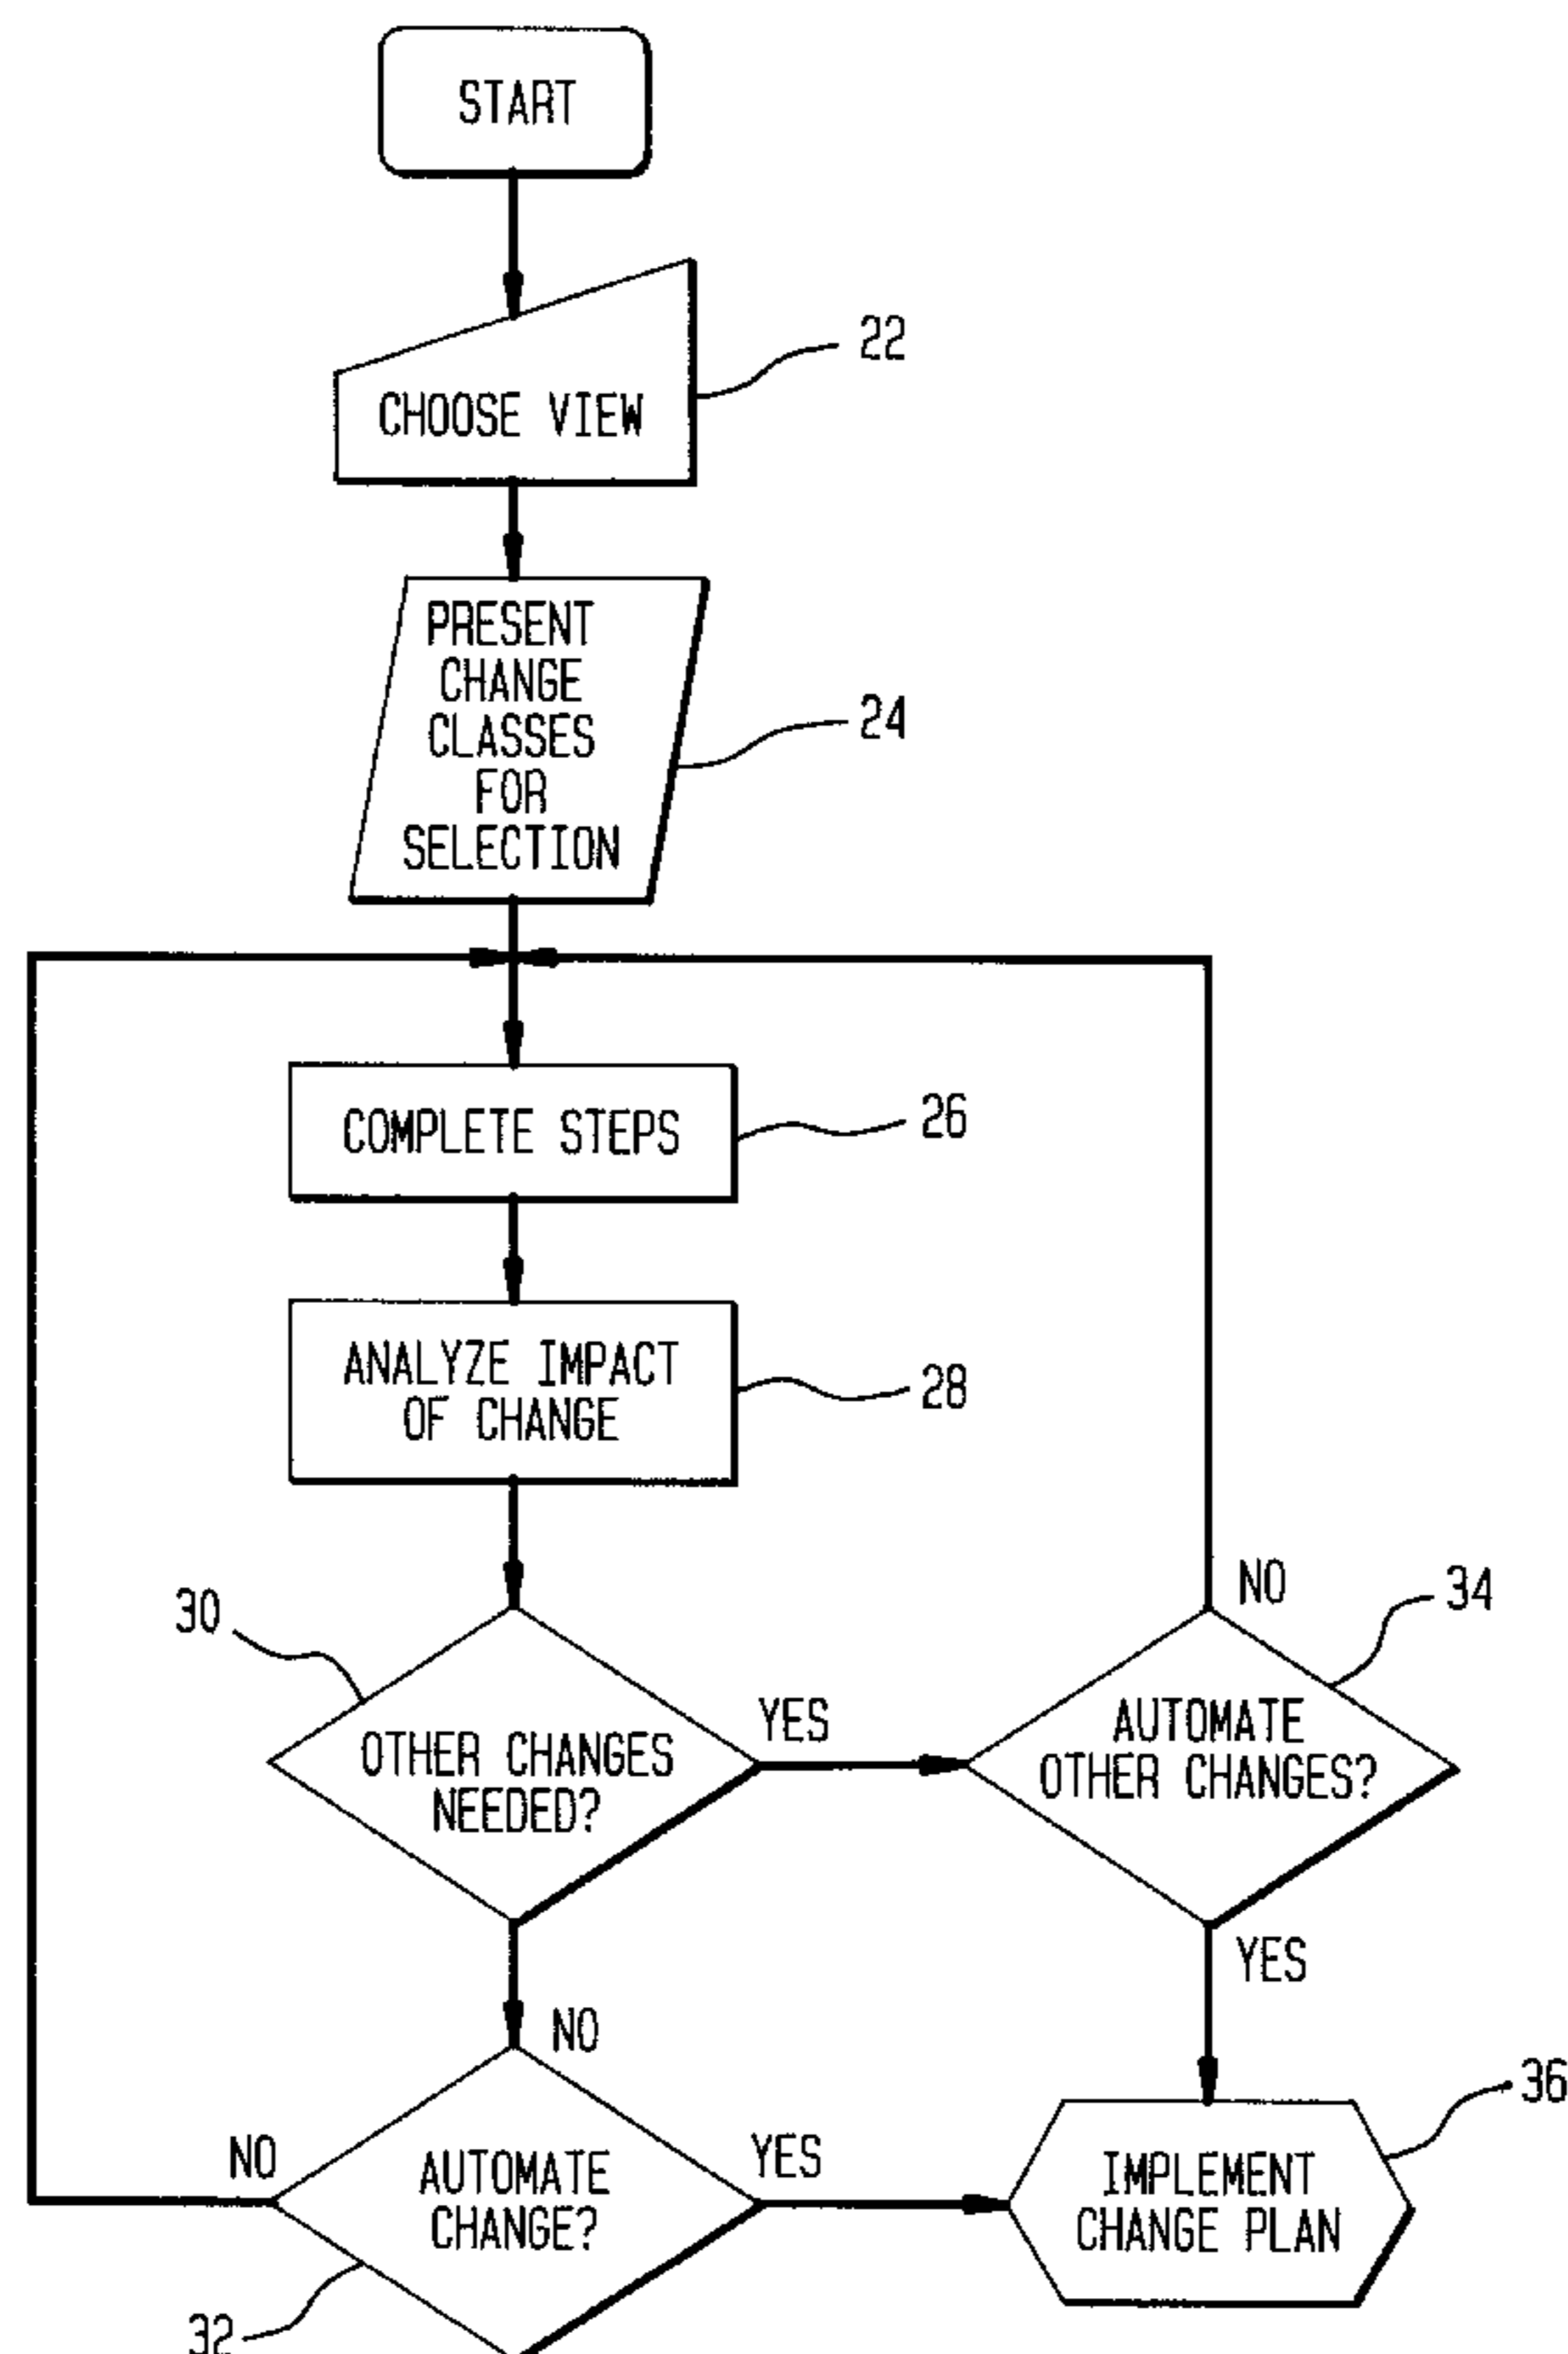 START
22
CHOOSE VIEW
PRESENT
CHANGE
CLASSES
FOR
SELECTION
24
COMPLETE STEPS
26
ANALYZE IMPACT
OF CHANGE
28
30
OTHER CHANGES
NEEDED?
YES
NO
34
AUTOMATE
OTHER CHANGES?
NO
YES
AUTOMATE
CHANGE?
NO
YES
32
36
IMPLEMENT
CHANGE PLAN